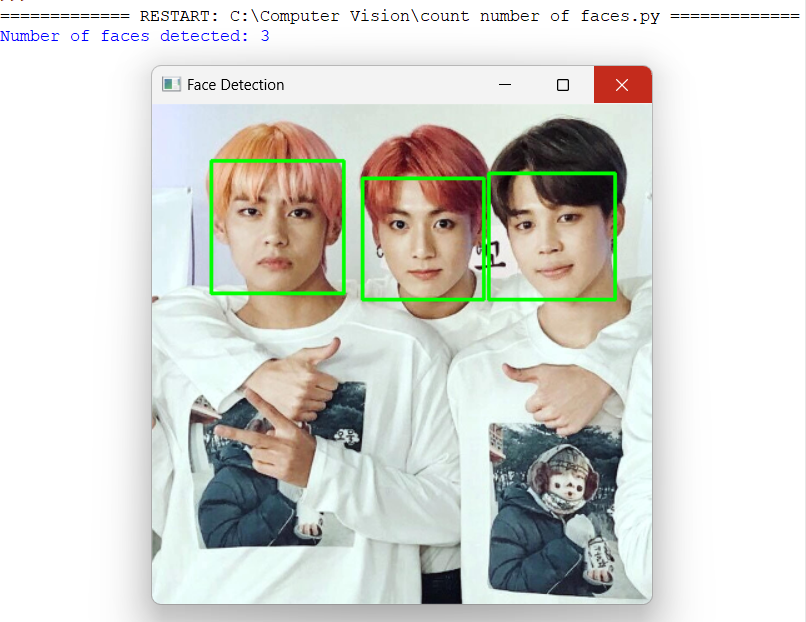 ============= RESTART: C:\Computer Vision\count number of faces.py =============
Number of faces detected: 3
Face Detection